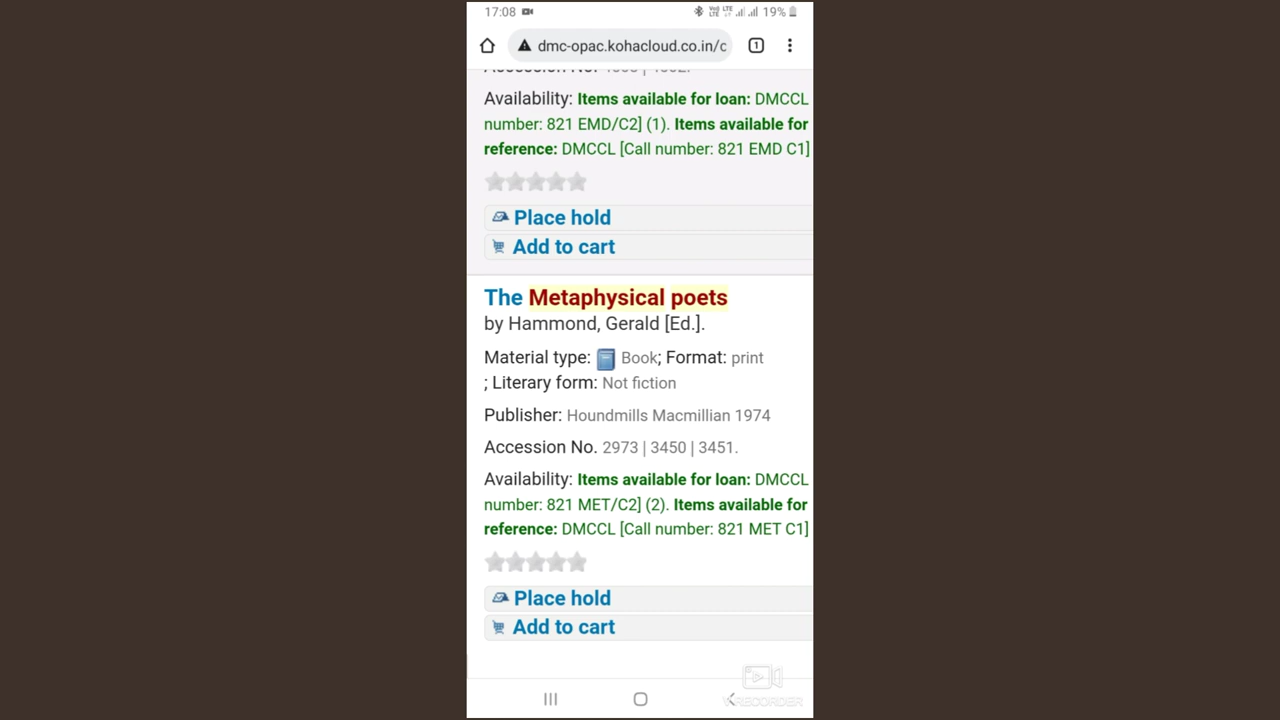 17:08 19%
dmc-opac.kohacloud.co.in/c 1
Availability: Items available for loan: DMCCL
number: 821 EMD/C2] (1). Items available for
reference: DMCCL [Call number: 821 EMD C1]
Place hold
Add to cart
The Metaphysical poets
by Hammond, Gerald [Ed.].
Material type: Book; Format: print
; Literary form: Not fiction
Publisher: Houndmills Macmillian 1974
Accession No. 2973 | 3450 | 3451.
Availability: Items available for loan: DMCCL
number: 821 MET/C2] (2). Items available for
reference: DMCCL [Call number: 821 MET C1]
Place hold
Add to cart